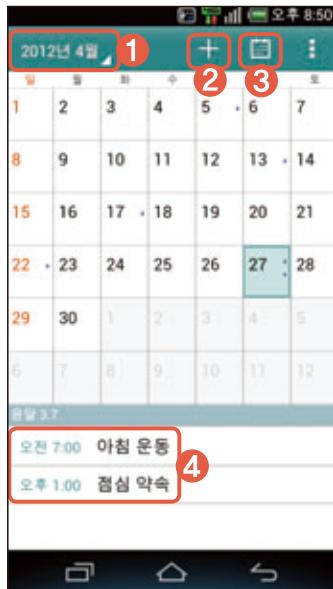 오후 8:50
2012년 4월 1
2 3
일 월 화 수 토
1 2 3 4 5 6 7
8 9 10 11 12 13 14
15 16 17 18 19 20 21
22 23 24 25 26 27 28
29 30 1 2 3 4 5
6 7 8 9 10 11 12
음달 3.7
오전 7:00 아침 운동
4
오후 1:00 점심 약속